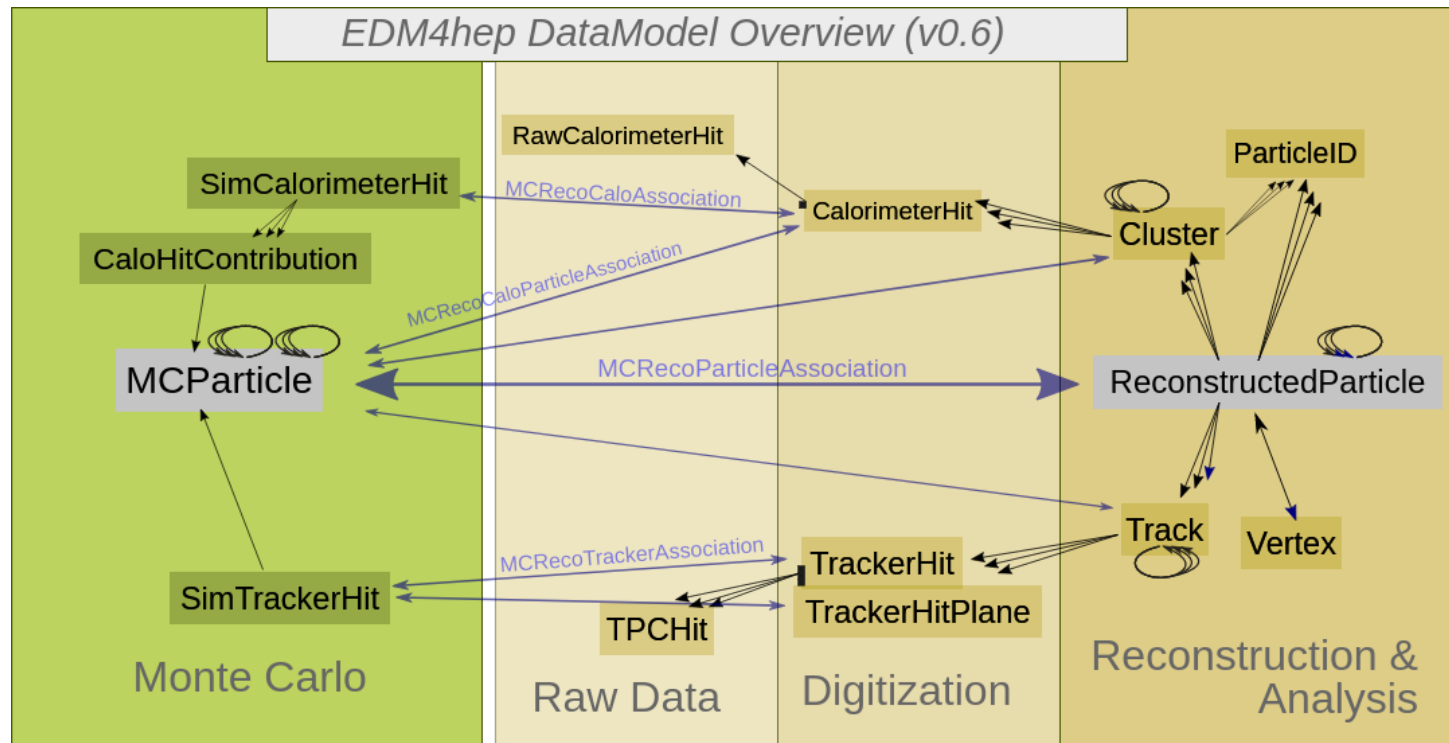 EDM4hep DataModel Overview (v0.6)
RawCalorimeterHit
ParticleID
SimCalorimeterHit
MCRecoCaloAssociation
CalorimeterHit
Cluster
CaloHitContribution
MCRecoCaloParticleAssociation
MCParticle
MCRecoParticleAssociation
ReconstructedParticle
Track
Vertex
MCRecoTrackerAssociation
TrackerHit
SimTrackerHit
TrackerHitPlane
TPCHit
Monte Carlo
Raw Data
Digitization
Reconstruction &
Analysis